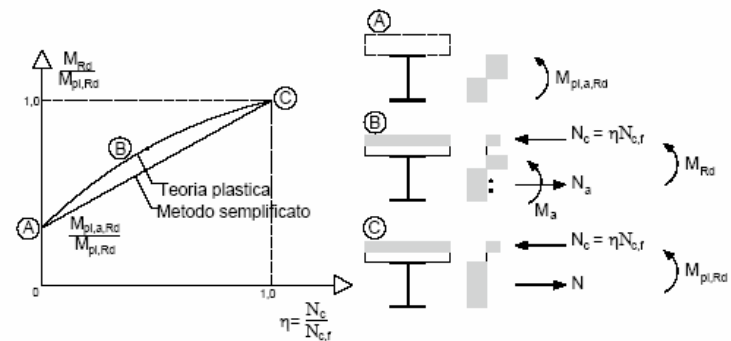 M_Rd
M_pl,Rd
1,0
C
B
Teoria plastica
Metodo semplificato
A
M_pl,a,Rd
M_pl,Rd
0
1,0
η= N_c
N_c,f
A
M_pl,a,Rd
B
N_c = ηN_c,f
M_Rd
N_a
M_a
C
N_c = ηN_c,f
M_pl,Rd
N